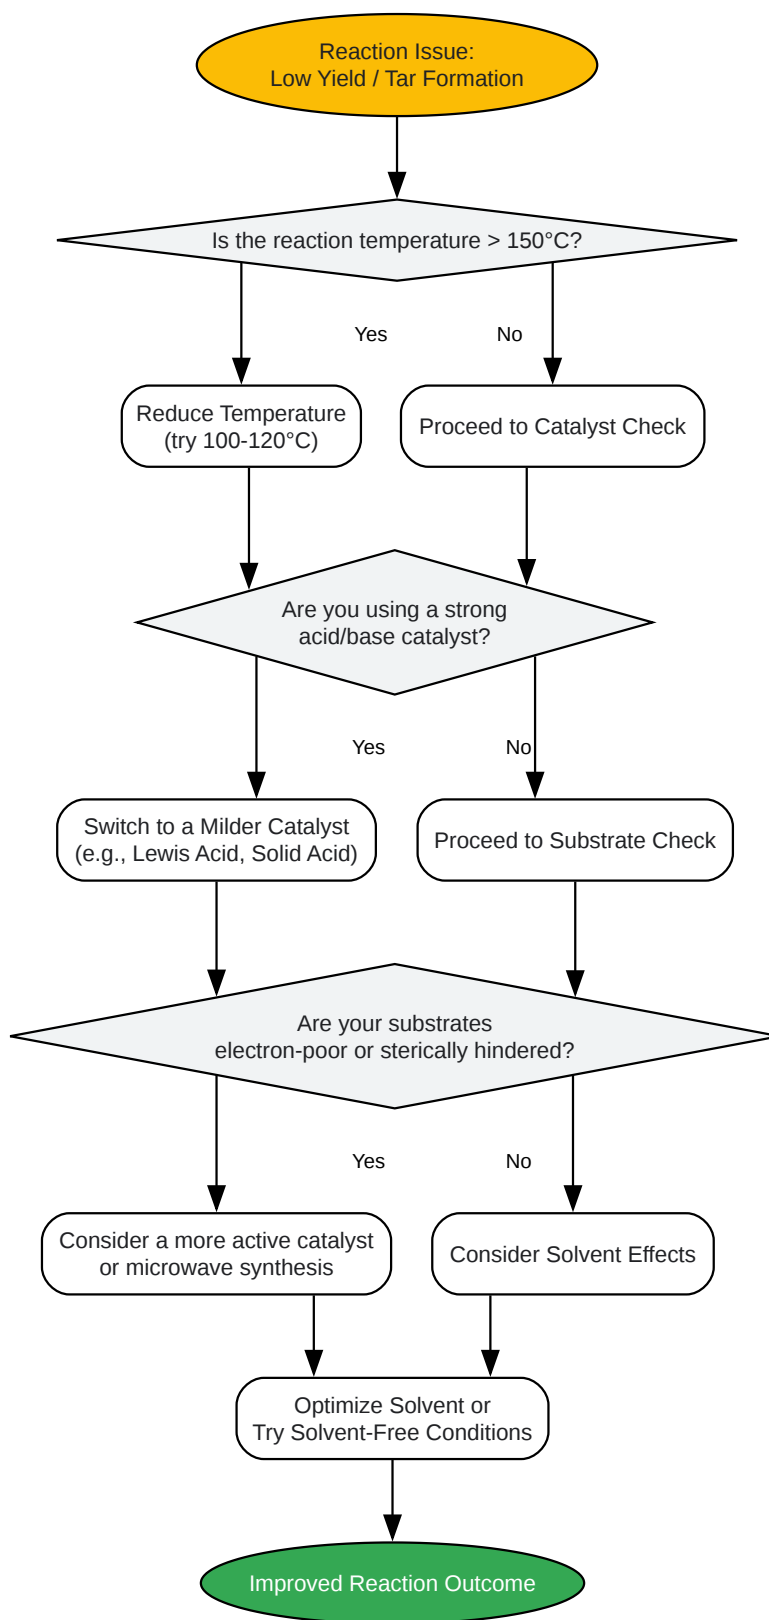 Reaction Issue:
Low Yield / Tar Formation
Is the reaction temperature > 150°C?
Yes
No
Reduce Temperature
(try 100-120°C)
Proceed to Catalyst Check
Are you using a strong
acid/base catalyst?
Yes
No
Switch to a Milder Catalyst
(e.g., Lewis Acid, Solid Acid)
Proceed to Substrate Check
Are your substrates
electron-poor or sterically hindered?
Yes
No
Consider a more active catalyst
or microwave synthesis
Consider Solvent Effects
Optimize Solvent or
Try Solvent-Free Conditions
Improved Reaction Outcome